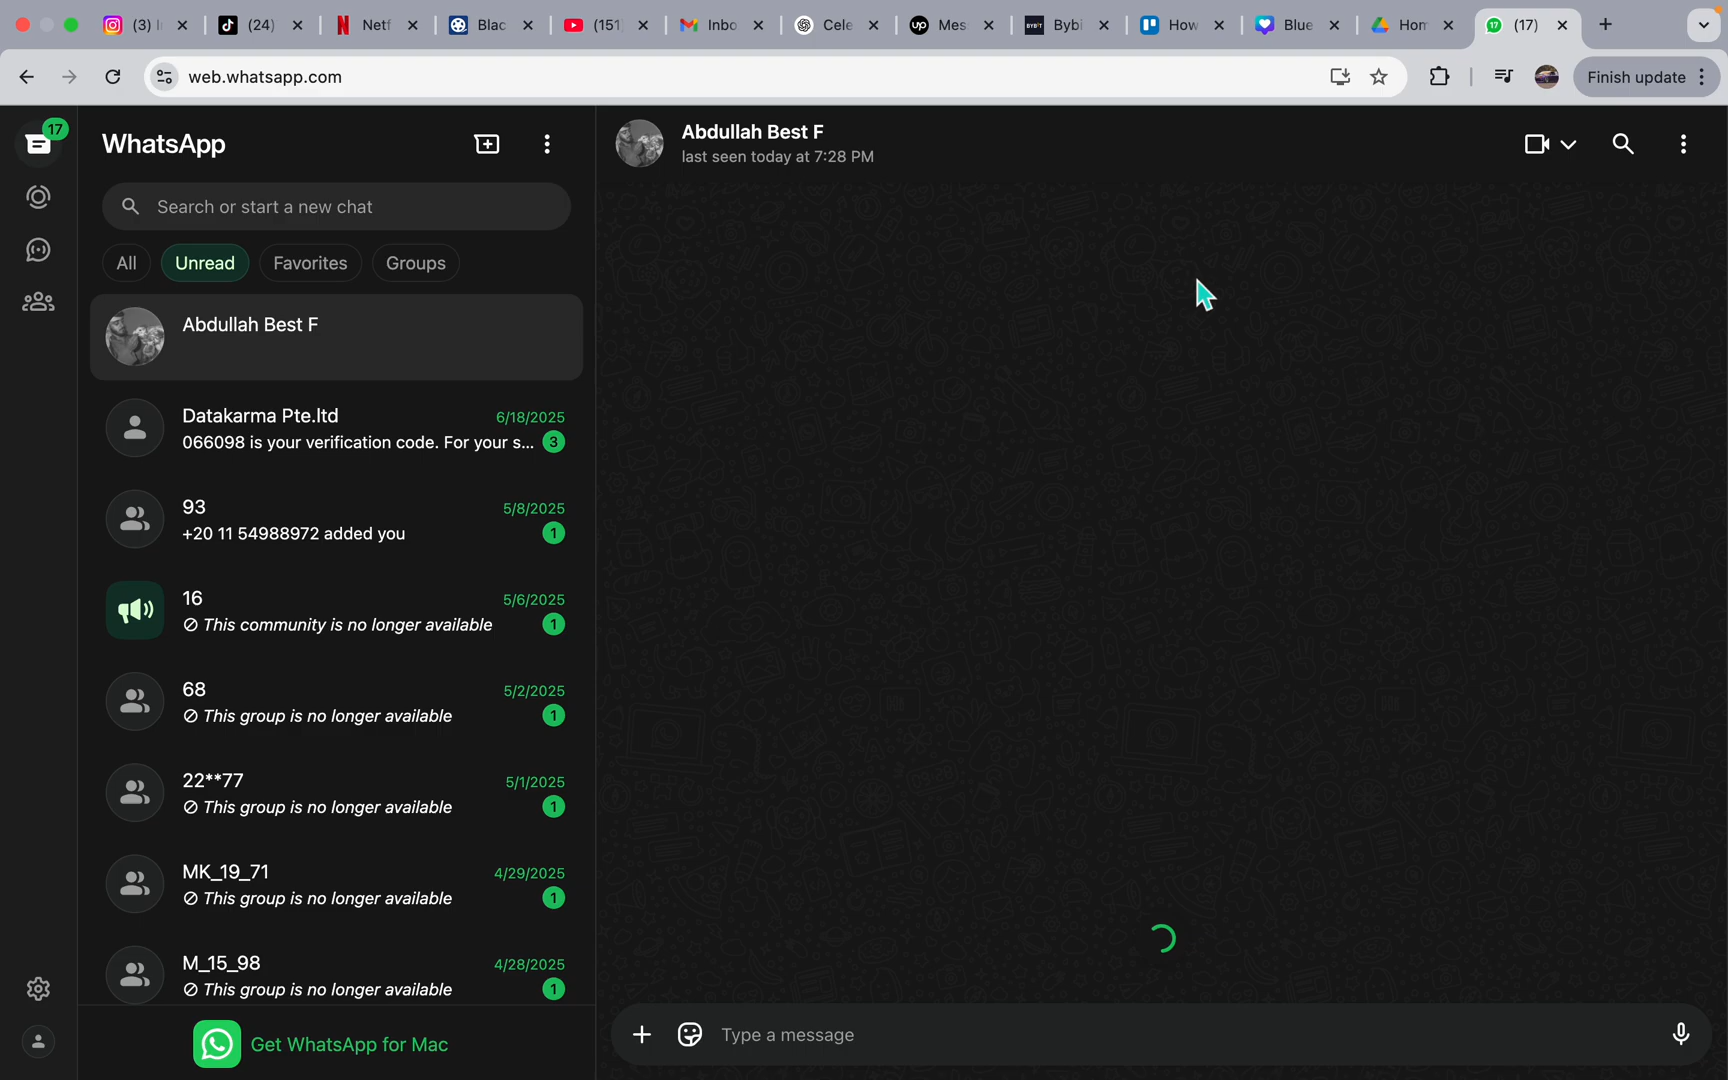 (3) I
(24)
Netf
Blac
(151
Inbo
Cele
Mes
Bybi
How
Blue
Hom
(17)
web.whatsapp.com
Finish update
17
WhatsApp
Search or start a new chat
All
Unread
Favorites
Groups
Abdullah Best F
Datakarma Pte.ltd
6/18/2025
066098 is your verification code. For your s...
3
93
5/8/2025
+20 11 54988972 added you
1
16
5/6/2025
This community is no longer available
1
68
5/2/2025
This group is no longer available
1
22**77
5/1/2025
This group is no longer available
1
MK_19_71
4/29/2025
This group is no longer available
1
M_15_98
4/28/2025
This group is no longer available
1
Get WhatsApp for Mac
Abdullah Best F
last seen today at 7:28 PM
Type a message